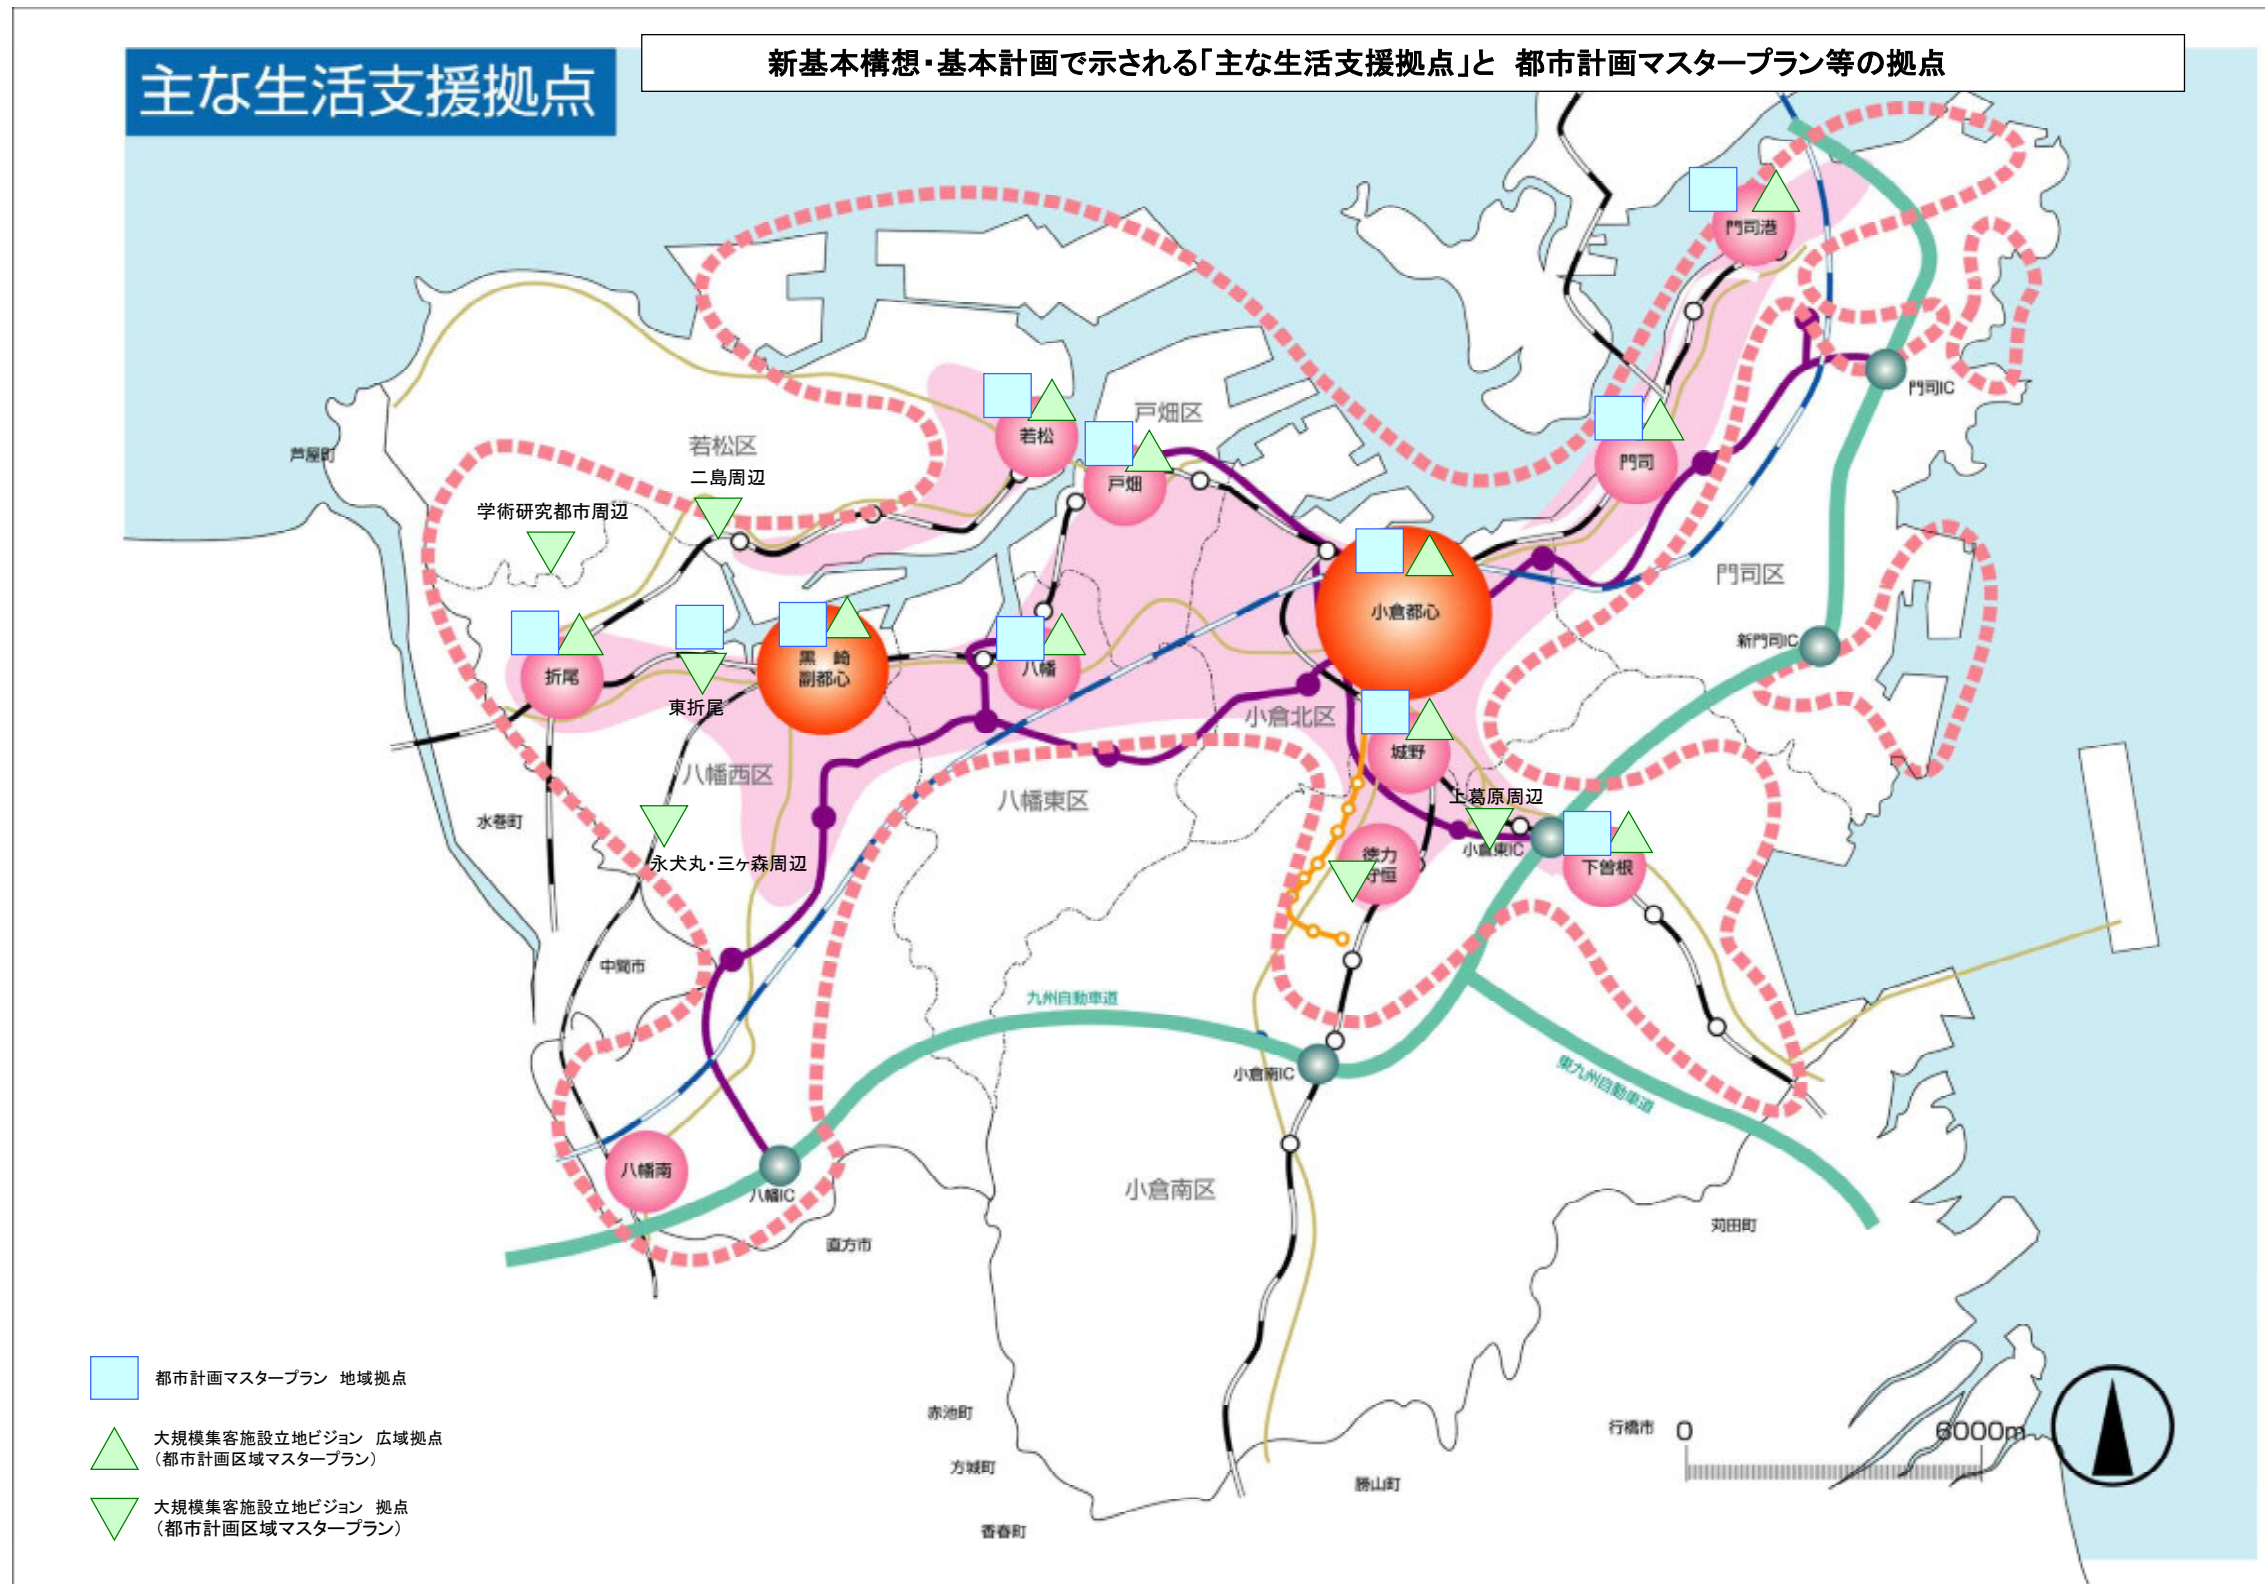 新基本構想・基本計画で示される「主な生活支援拠点」と 都市計画マスタープラン等の拠点
主な生活支援拠点
門司港
門司IC
戸畑区
若松
若松区
芦屋町
二島周辺
門司
戸畑
学術研究都市周辺
門司区
小倉都心
新門司IC
黒 崎
副都心
八幡
折尾
東折尾
小倉北区
城野
八幡西区
八幡東区
上葛原周辺
水巻町
小倉東IC
徳力
守恒
下曽根
永犬丸・三ヶ森周辺
中間市
九州自動車道
小倉南IC
東九州自動車道
八幡南
八幡IC
小倉南区
直方市
苅田町
都市計画マスタープラン 地域拠点
大規模集客施設立地ビジョン 広域拠点
（都市計画区域マスタープラン）
大規模集客施設立地ビジョン 拠点
（都市計画区域マスタープラン）
赤池町
方城町
香春町
勝山町
行橋市
0
6000m